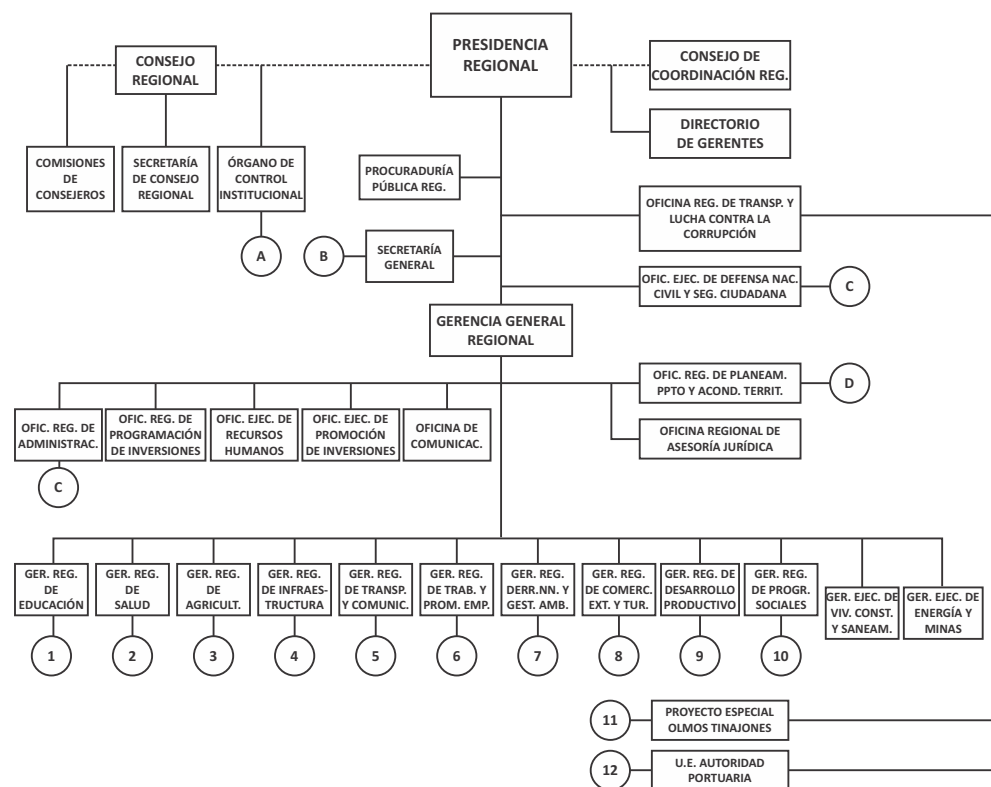 PRESIDENCIA
REGIONAL
CONSEJO
REGIONAL
CONSEJO DE
COORDINACIÓN REG.
DIRECTORIO
DE GERENTES
COMISIONES
DE
CONSEJEROS
SECRETARÍA
DE CONSEJO
REGIONAL
ÓRGANO DE
CONTROL
INSTITUCIONAL
PROCURADURÍA
PÚBLICA REG.
OFICINA REG. DE TRANSP. Y
LUCHA CONTRA LA
CORRUPCIÓN
A
B
SECRETARÍA
GENERAL
OFIC. EJEC. DE DEFENSA NAC.
CIVIL Y SEG. CIUDADANA
C
GERENCIA GENERAL
REGIONAL
OFIC. REG. DE PLANEAM.
PPTO Y ACOND. TERRIT.
D
OFIC. REG. DE
ADMINISTRAC.
OFIC. REG. DE
PROGRAMACIÓN
DE INVERSIONES
OFIC. EJEC. DE
RECURSOS
HUMANOS
OFIC. EJEC. DE
PROMOCIÓN
DE INVERSIONES
OFICINA DE
COMUNICAC.
OFICINA REGIONAL DE
ASESORÍA JURÍDICA
C
GER. REG.
DE
EDUCACIÓN
GER. REG.
DE
SALUD
GER. REG.
DE
AGRICULT.
GER. REG.
DE INFRAES-
TRUCTURA
GER. REG.
DE TRANSP.
Y COMUNIC.
GER. REG.
DE TRAB. Y
PROM. EMP.
GER. REG.
DERR.NN. Y
GEST. AMB.
GER. REG.
DE COMERC.
EXT. Y TUR.
GER. REG. DE
DESARROLLO
PRODUCTIVO
GER. REG.
DE PROGR.
SOCIALES
GER. EJEC. DE
VIV. CONST.
Y SANEAM.
GER. EJEC. DE
ENERGÍA Y
MINAS
1
2
3
4
5
6
7
8
9
10
11
PROYECTO ESPECIAL
OLMOS TINAJONES
12
U.E. AUTORIDAD
PORTUARIA